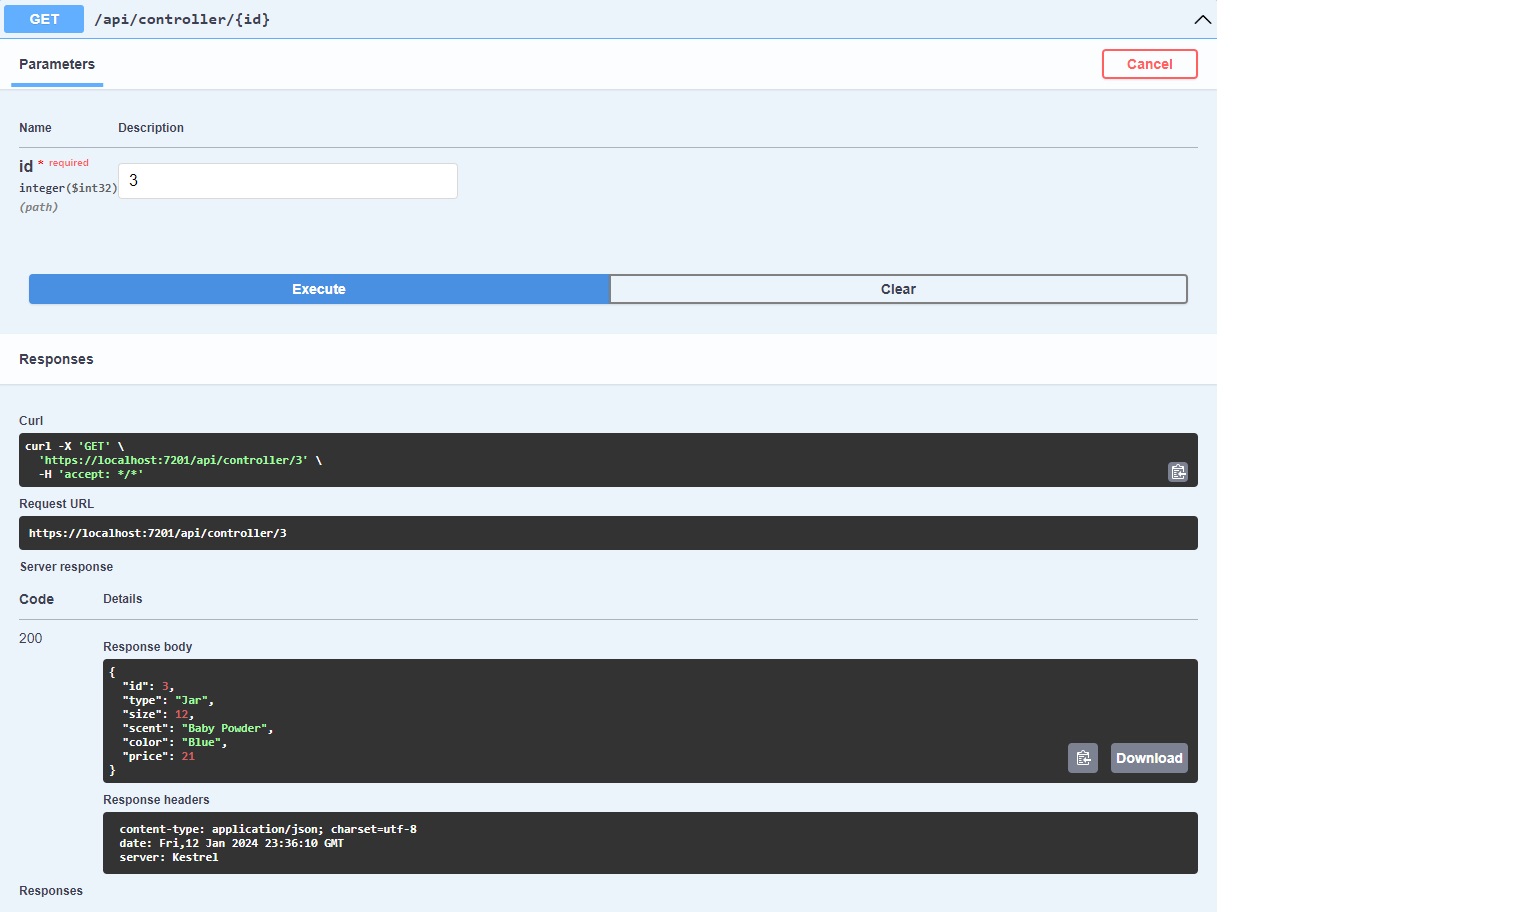 GET /api/controller/{id}
Parameters
Cancel
Name Description
id * required
integer($int32)
(path)
3
Execute Clear
Responses
Curl
curl -X 'GET' \
'https://localhost:7201/api/controller/3' \
-H 'accept: */*'
Request URL
https://localhost:7201/api/controller/3
Server response
Code Details
200
Response body
{
"id": 3,
"type": "Jar",
"size": 12,
"scent": "Baby Powder",
"color": "Blue",
"price": 21
}
Download
Response headers
content-type: application/json; charset=utf-8
date: Fri,12 Jan 2024 23:36:10 GMT
server: Kestrel
Responses